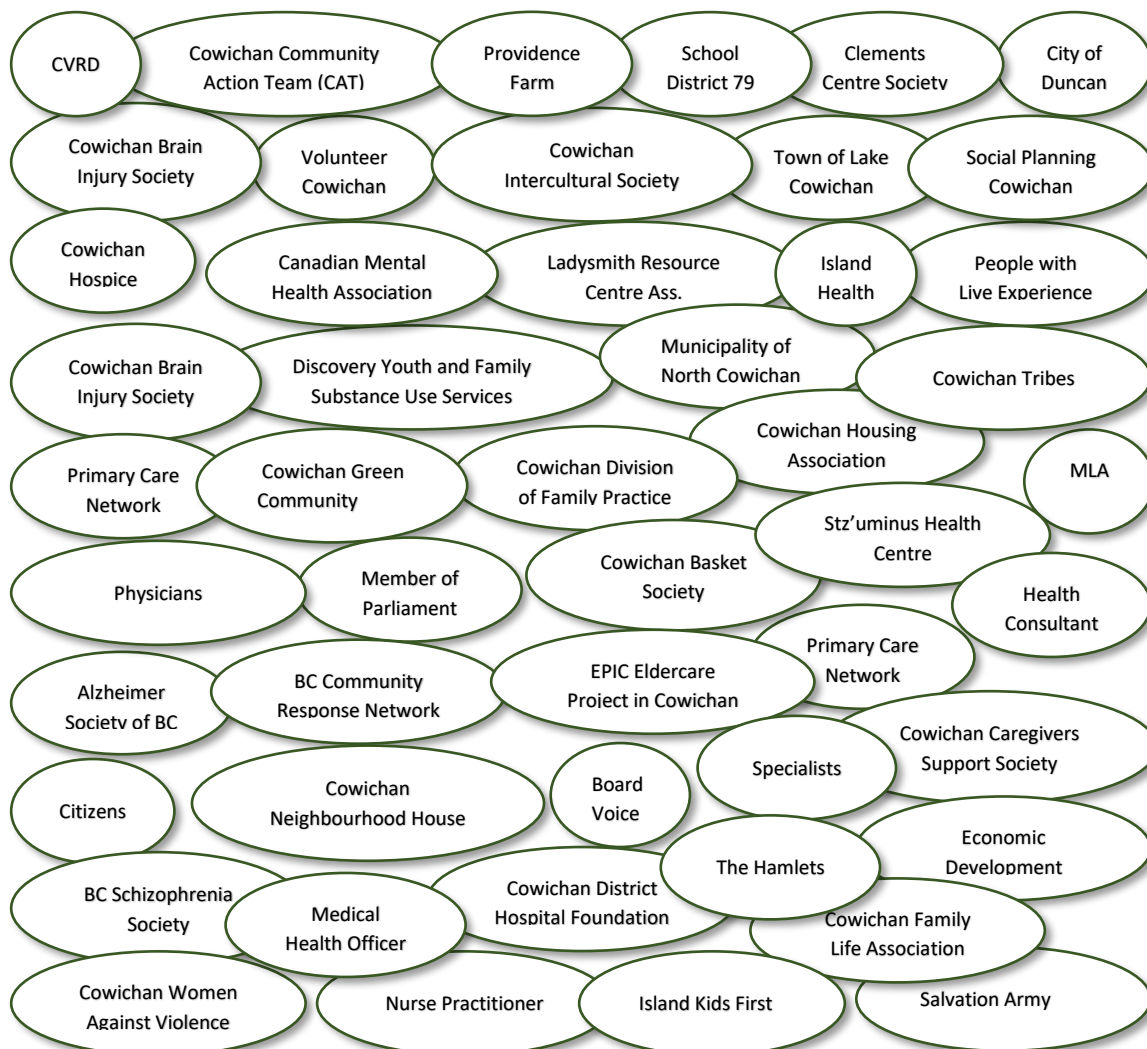 CVRD
Cowichan Community
Action Team (CAT)
Providence
Farm
School
District 79
Clements
Centre Society
City of
Duncan
Cowichan Brain
Injury Society
Volunteer
Cowichan
Cowichan
Intercultural Society
Town of Lake
Cowichan
Social Planning
Cowichan
Cowichan
Hospice
Canadian Mental
Health Association
Ladysmith Resource
Centre Ass.
Island
Health
People with
Live Experience
Cowichan Brain
Injury Society
Discovery Youth and Family
Substance Use Services
Municipality of
North Cowichan
Cowichan Tribes
Primary Care
Network
Cowichan Green
Community
Cowichan Division
of Family Practice
Cowichan Housing
Association
MLA
Physicians
Member of
Parliament
Cowichan Basket
Society
Stz’uminus Health
Centre
Health
Consultant
Alzheimer
Society of BC
BC Community
Response Network
EPIC Eldercare
Project in Cowichan
Primary Care
Network
Cowichan Caregivers
Support Society
Citizens
Cowichan
Neighbourhood House
Board
Voice
Specialists
Economic
Development
BC Schizophrenia
Society
Medical
Health Officer
Cowichan District
Hospital Foundation
The Hamlets
Cowichan Family
Life Association
Cowichan Women
Against Violence
Nurse Practitioner
Island Kids First
Salvation Army